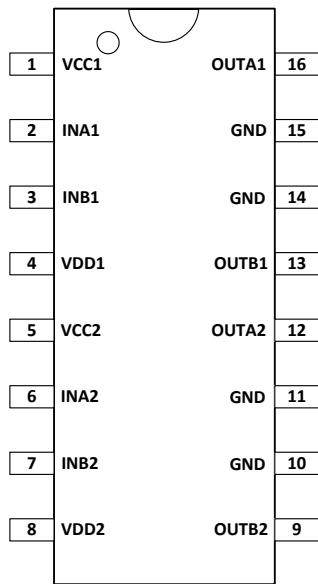 1 VCC1 OUTA1 16
2 INA1 GND 15
3 INB1 GND 14
4 VDD1 OUTB1 13
5 VCC2 OUTA2 12
6 INA2 GND 11
7 INB2 GND 10
8 VDD2 OUTB2 9